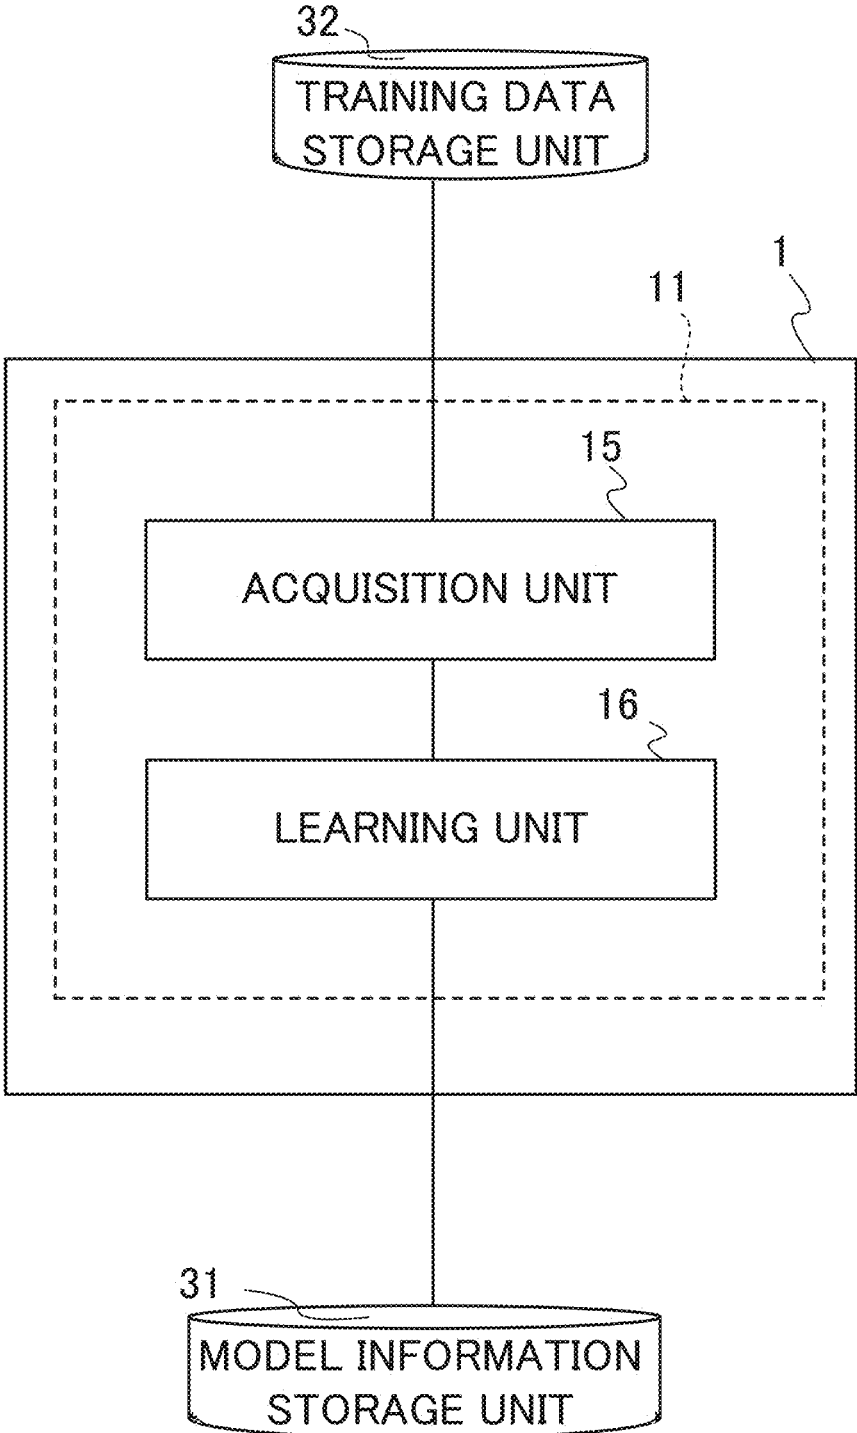 32
TRAINING DATA
STORAGE UNIT
1
11
15
ACQUISITION UNIT
16
LEARNING UNIT
31
MODEL INFORMATION
STORAGE UNIT